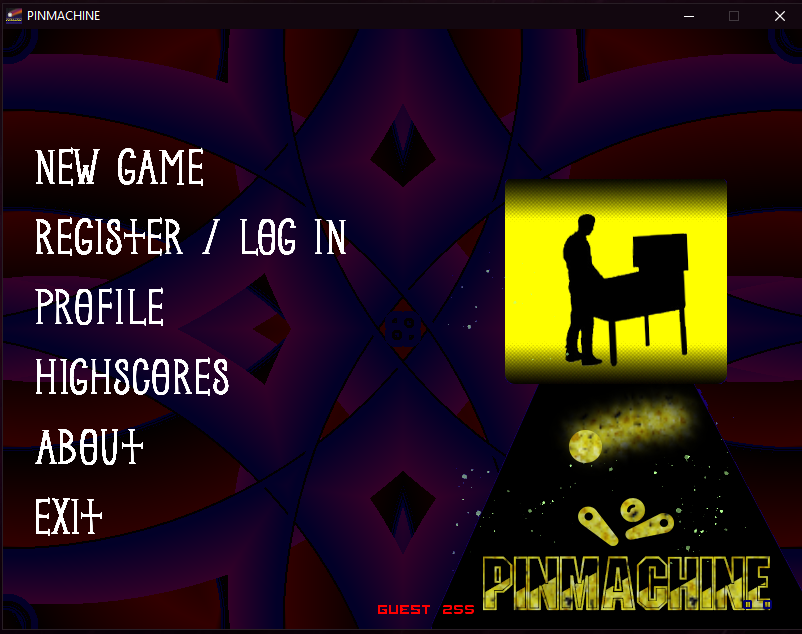 PINMACHINE
NEW GAME
REGISTER / LOG IN
PROFILE
HIGHSCORES
ABOUT
EXIT
PINMACHINE
GUEST 255